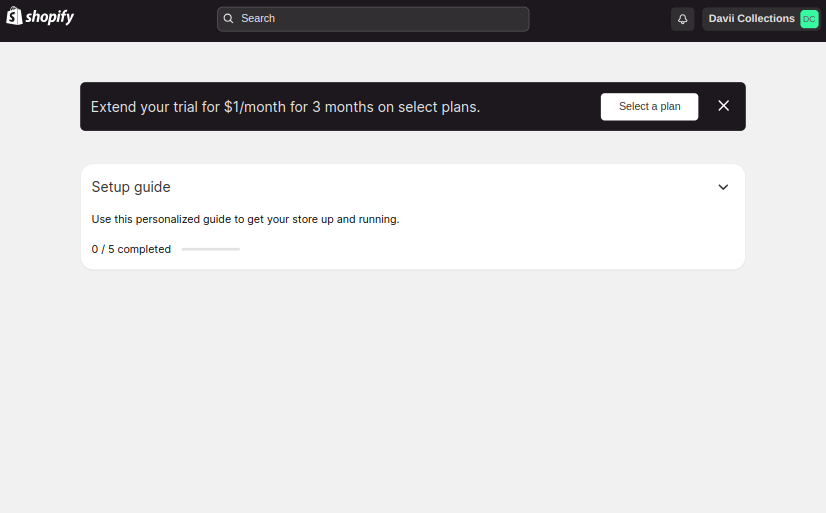 shopify
Search
Davii Collections DC
Extend your trial for $1/month for 3 months on select plans.
Select a plan
Setup guide
Use this personalized guide to get your store up and running.
0 / 5 completed